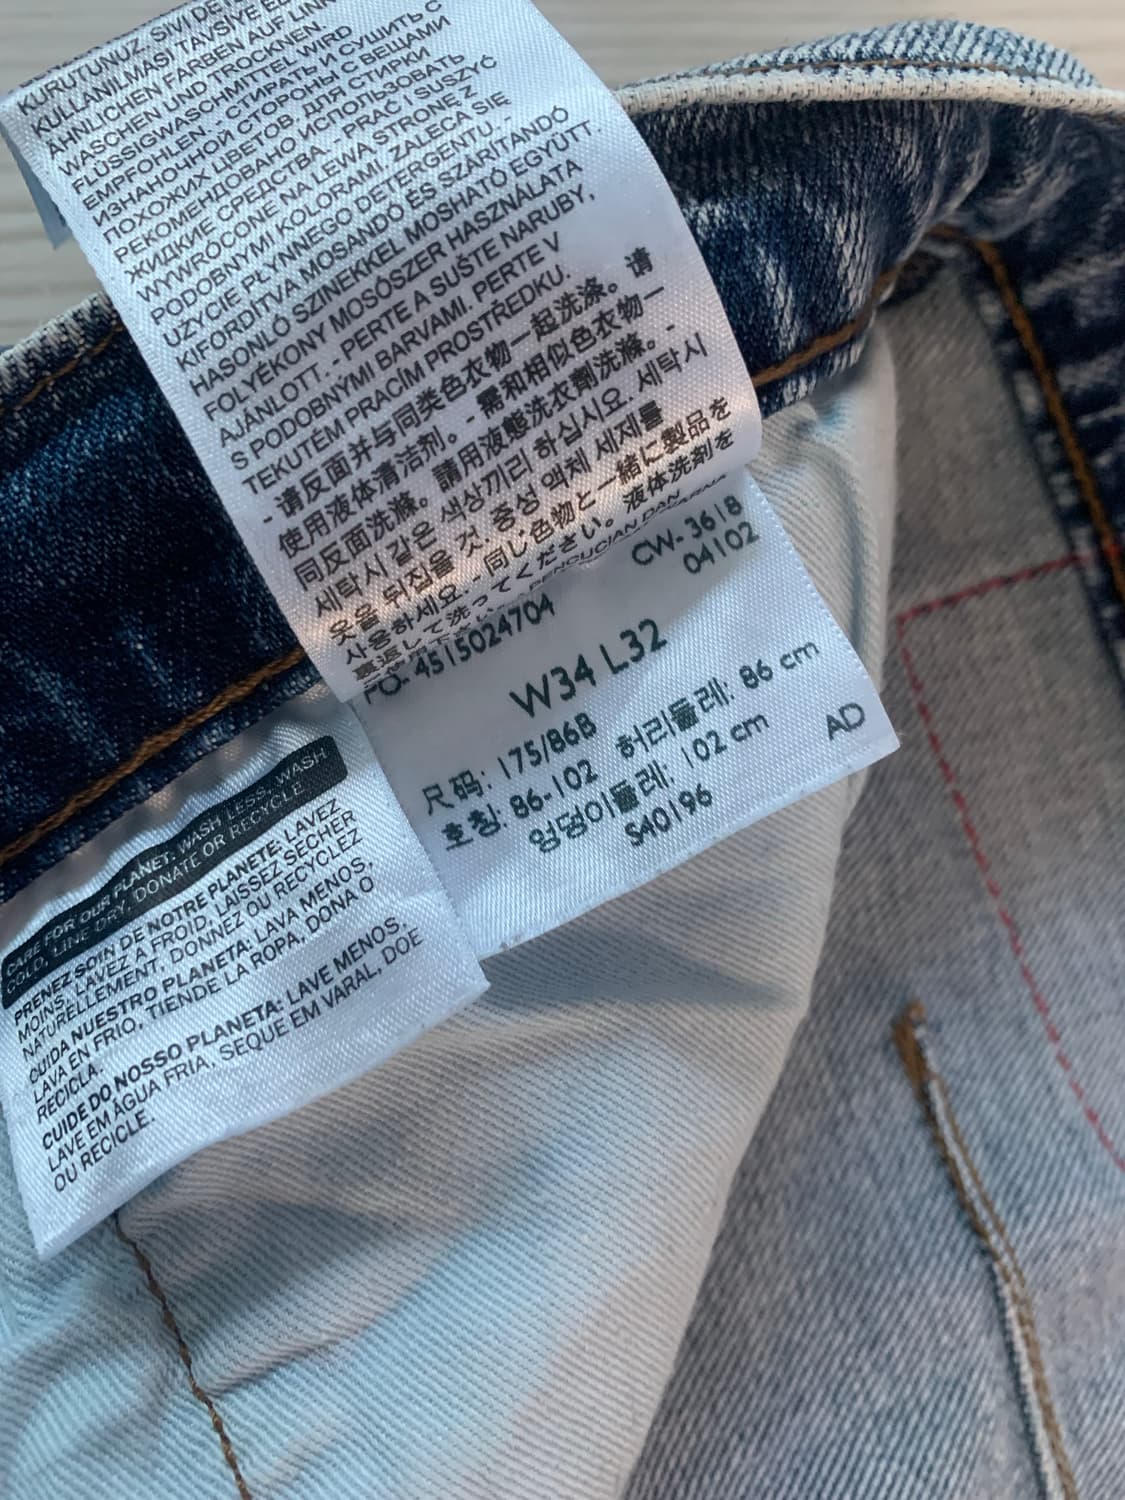 KURUTUNUZ. SIVI DE
KULLANILMASI TAVSİYE ED
ÄHNLICHEN FARBEN AUF LINK
WASCHEN UND TROCKNEN.
FLÜSSIGWASCHMITTEL WIRD
EMPFOHLEN. - СТИРАТЬ И СУШИТЬ С
ИЗНАНОЧНОЙ СТОРОНЫ С ВЕЩАМИ
ПОХОЖИХ ЦВЕТОВ. ДЛЯ СТИРКИ
РЕКОМЕНДОВАНО ИСПОЛЬЗОВАТЬ
ЖИДКИЕ СРЕДСТВА. - PRAĆ I SUSZYĆ
WYWRÓCONE NA LEWĄ STRONĘ Z
PODOBNYMI KOLORAMI. ZALECA SIĘ
UŻYCIE PŁYNNEGO DETERGENTU. -
KIFORDÍTVA MOSANDÓ ÉS SZÁRÍTANDÓ
HASONLÓ SZINEKKEL MOSHATÓ EGYÜTT.
FOLYÉKONY MOSÓSZER HASZNÁLATA
AJÁNLOTT. - PERTE A SUŠTE NARUBY,
S PODOBNÝMI BARVAMI. PERTE V
TEKUTÉM PRACÍM PROSTŘEDKU.
- 请反面并与同类色衣物一起洗涤。请
使用液体清洁剂。- 需和相似色衣物一
同反面洗滌。請用液態洗衣劑洗滌。-
세탁시 같은 색상끼리 하십시오. 세탁시
옷을 뒤집을 것. 중성 액체 세제를
사용하세요. - 同じ色物と一緒に製品を
裏返して洗ってください。液体洗剤を
PENCUCIAN DANARNA
CW- 3618
04102
PO: 4515024704
W34 L32
尺码: 175/86B
호칭: 86-102 허리둘레: 86 cm
엉덩이둘레: 102 cm
S40196 AD
CARE FOR OUR PLANET: WASH LESS, WASH
COLD, LINE DRY, DONATE OR RECYCLE.
PRENEZ SOIN DE NOTRE PLANETE: LAVEZ
MOINS, LAVEZ A FROID, LAISSEZ SÉCHER
NATURELLEMENT, DONNEZ OU RECYCLEZ
CUIDA NUESTRO PLANETA: LAVA MENOS,
LAVA EN FRIO, TIENDE LA ROPA, DONA O
RECICLA.
CUIDE DO NOSSO PLANETA: LAVE MENOS,
LAVE EM ÁGUA FRIA, SEQUE EM VARAL, DOE
OU RECICLE.